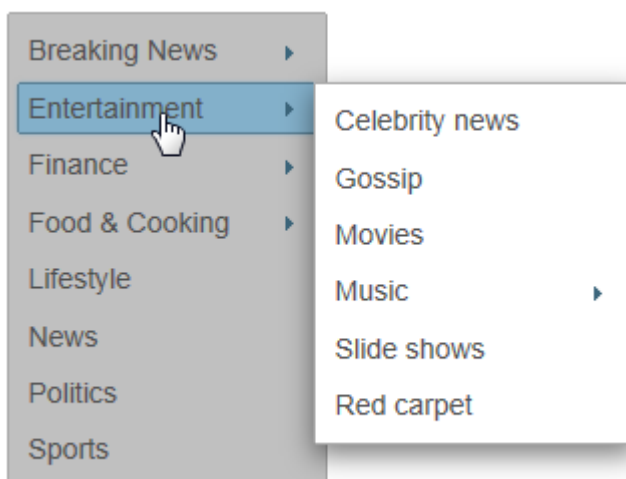 Breaking News
Entertainment
Finance
Food & Cooking
Lifestyle
News
Politics
Sports
Celebrity news
Gossip
Movies
Music
Slide shows
Red carpet